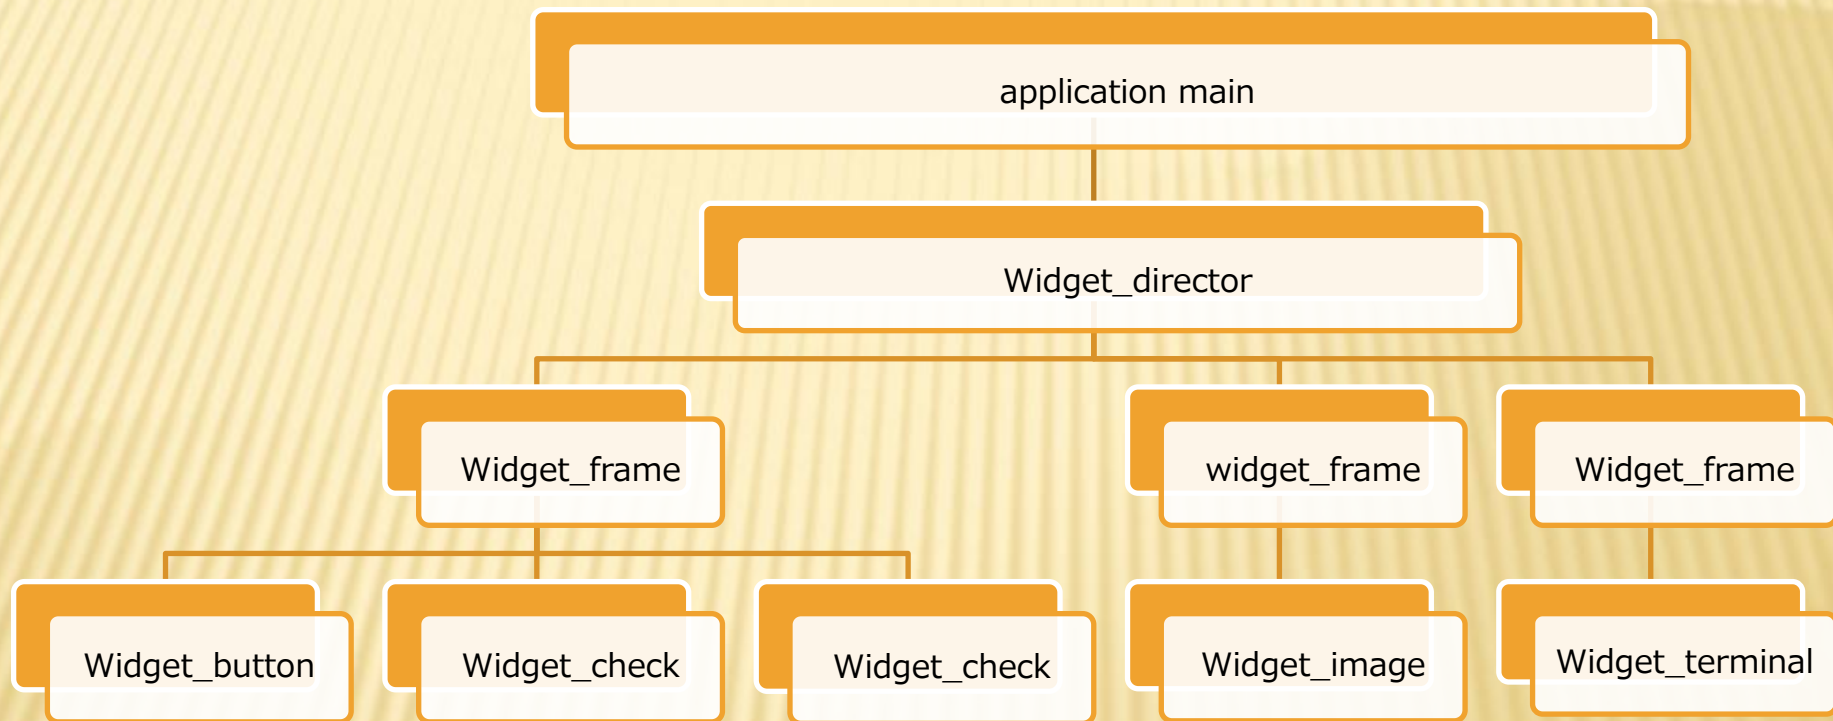 application main
Widget_director
Widget_frame
widget_frame
Widget_frame
Widget_button
Widget_check
Widget_check
Widget_image
Widget_terminal